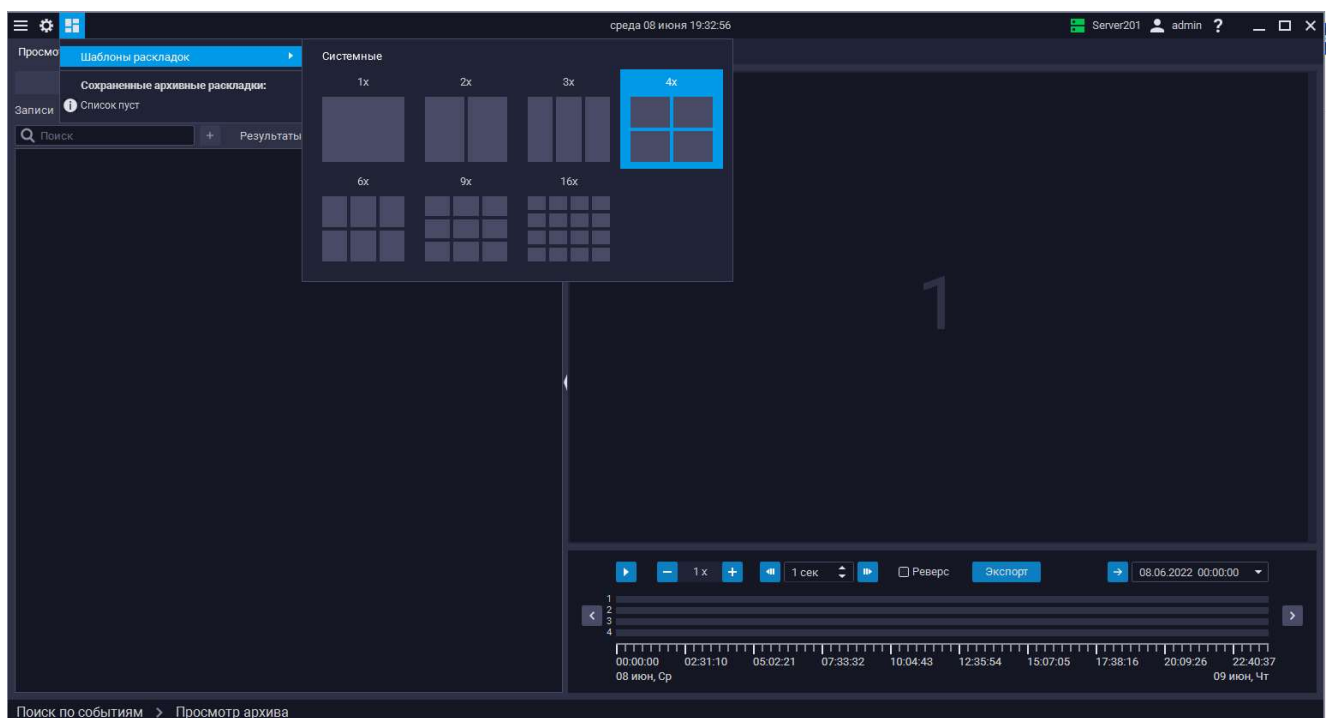 среда 08 июня 19:32:56
Server201 admin ?
Шаблоны раскладок
Сохраненные архивные раскладки:
Список пуст
Записи
Поиск + Результаты
Системные
1x 2x 3x 4x
6x 9x 16x
1
1 x + 1 сек Реверс Экспорт 08.06.2022 00:00:00
1
2
3
4
00:00:00 02:31:10 05:02:21 07:33:32 10:04:43 12:35:54 15:07:05 17:38:16 20:09:26 22:40:37
08 июн, Ср 09 июн, Чт
Поиск по событиям > Просмотр архива